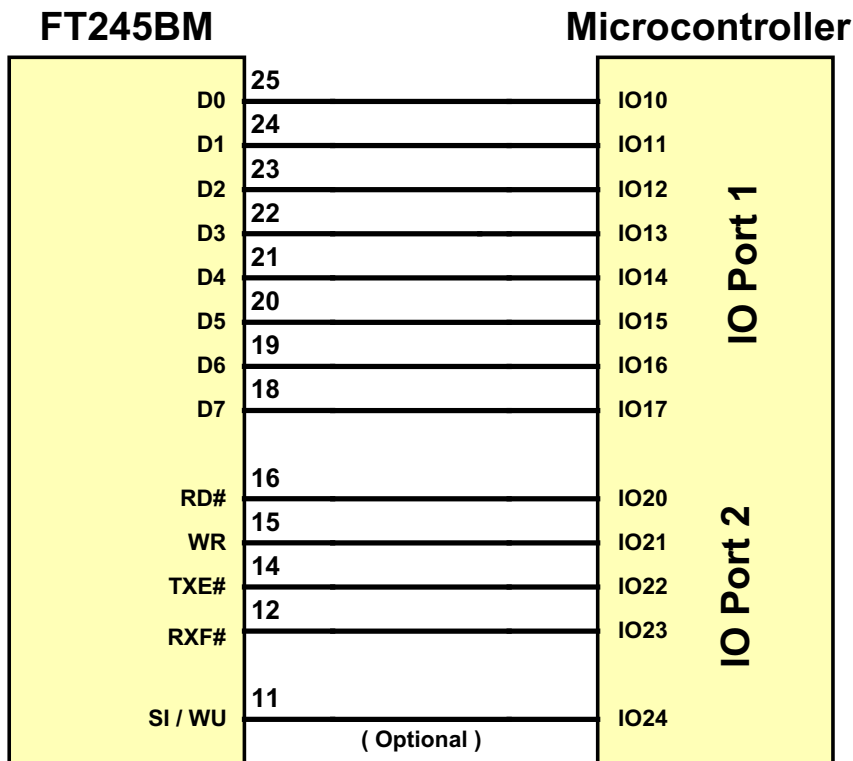 FT245BM Microcontroller
25
D0 IO10
24
D1 IO11
23
D2 IO12
22
D3 IO13
21
D4 IO14
20
D5 IO15
19
D6 IO16
18
D7 IO17
IO Port 1
16
RD# IO20
15
WR IO21
14
TXE# IO22
12
RXF# IO23
IO Port 2
11
SI / WU IO24
( Optional )